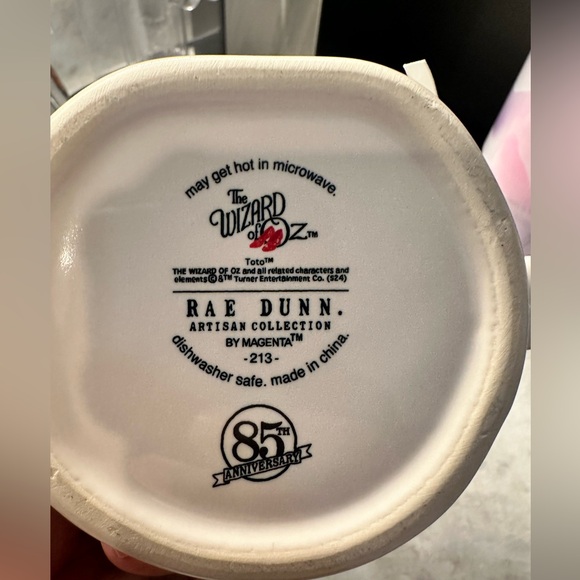 may get hot in microwave.
The
WIZARD
of OZ™
Toto™
THE WIZARD OF OZ and all related characters and
elements © & ™ Turner Entertainment Co. (S24)
RAE DUNN.
ARTISAN COLLECTION
BY MAGENTA™
-213-
dishwasher safe. made in china.
85TH
ANNIVERSARY